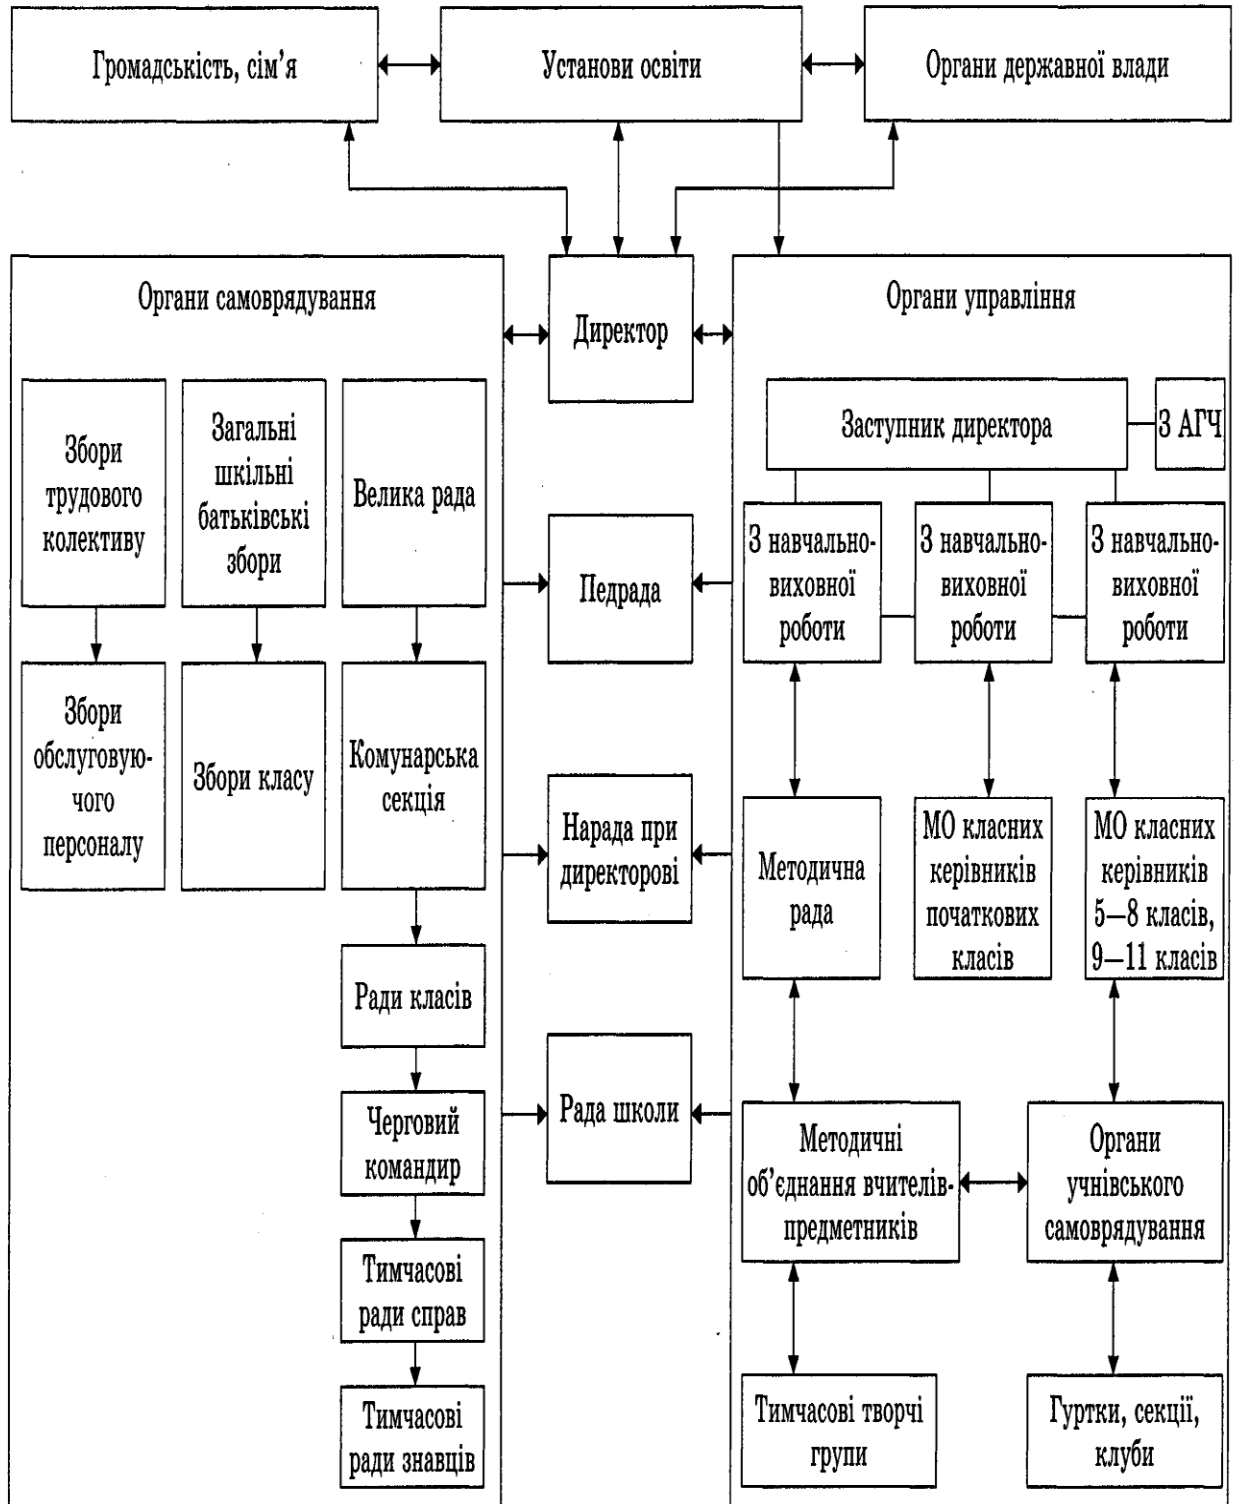 Громадськість, сім’я
Установи освіти
Органи державної влади
Органи самоврядування
Директор
Органи управління
Збори
трудового
колективу
Загальні
шкільні
батьківські
збори
Велика рада
Заступник директора
З АГЧ
Педрада
З навчально-
виховної
роботи
З навчально-
виховної
роботи
З навчально-
виховної
роботи
Збори
обслуговую-
чого
персоналу
Збори класу
Комунарська
секція
Нарада при
директорові
Методична
рада
МО класних
керівників
початкових
класів
МО класних
керівників
5—8 класів,
9—11 класів
Ради класів
Черговий
командир
Рада школи
Методичні
об’єднання вчителів-
предметників
Органи
учнівського
самоврядування
Тимчасові
ради справ
Тимчасові
ради знавців
Тимчасові творчі
групи
Гуртки, секції,
клуби